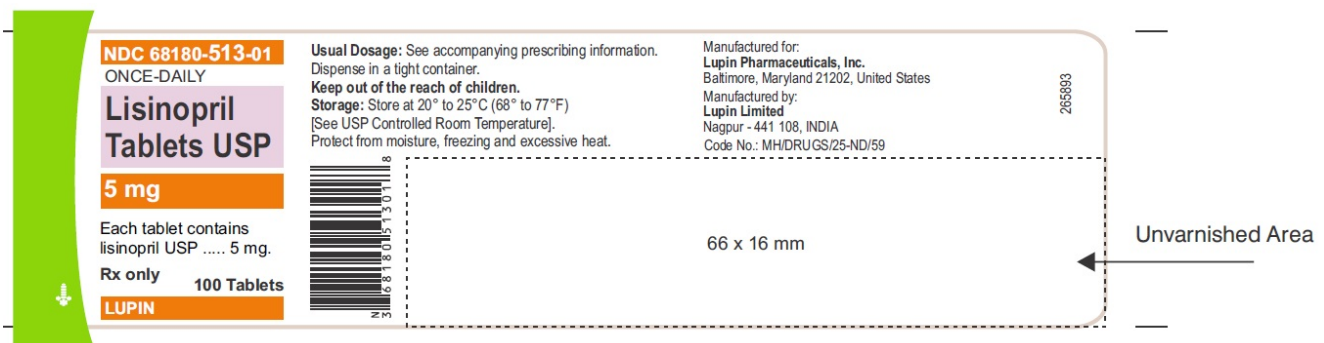 NDC 68180-513-01
ONCE-DAILY
Lisinopril
Tablets USP
5 mg
Each tablet contains
lisinopril USP ..... 5 mg.
Rx only
100 Tablets
LUPIN
Usual Dosage: See accompanying prescribing information.
Dispense in a tight container.
Keep out of the reach of children.
Storage: Store at 20° to 25°C (68° to 77°F)
[See USP Controlled Room Temperature].
Protect from moisture, freezing and excessive heat.
N
3 68180 51301 8
Manufactured for:
Lupin Pharmaceuticals, Inc.
Baltimore, Maryland 21202, United States
Manufactured by:
Lupin Limited
Nagpur - 441 108, INDIA
Code No.: MH/DRUGS/25-ND/59
265893
66 x 16 mm
Unvarnished Area